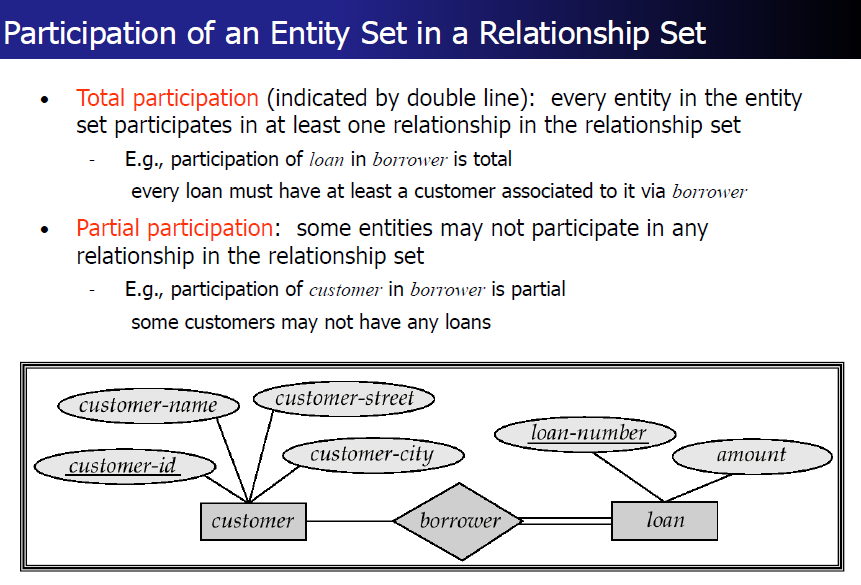 Participation of an Entity Set in a Relationship Set
• Total participation (indicated by double line): every entity in the entity
set participates in at least one relationship in the relationship set
- E.g., participation of loan in borrower is total
every loan must have at least a customer associated to it via borrower
• Partial participation: some entities may not participate in any
relationship in the relationship set
- E.g., participation of customer in borrower is partial
some customers may not have any loans
customer-name
customer-street
customer-id
customer-city
loan-number
amount
customer
borrower
loan